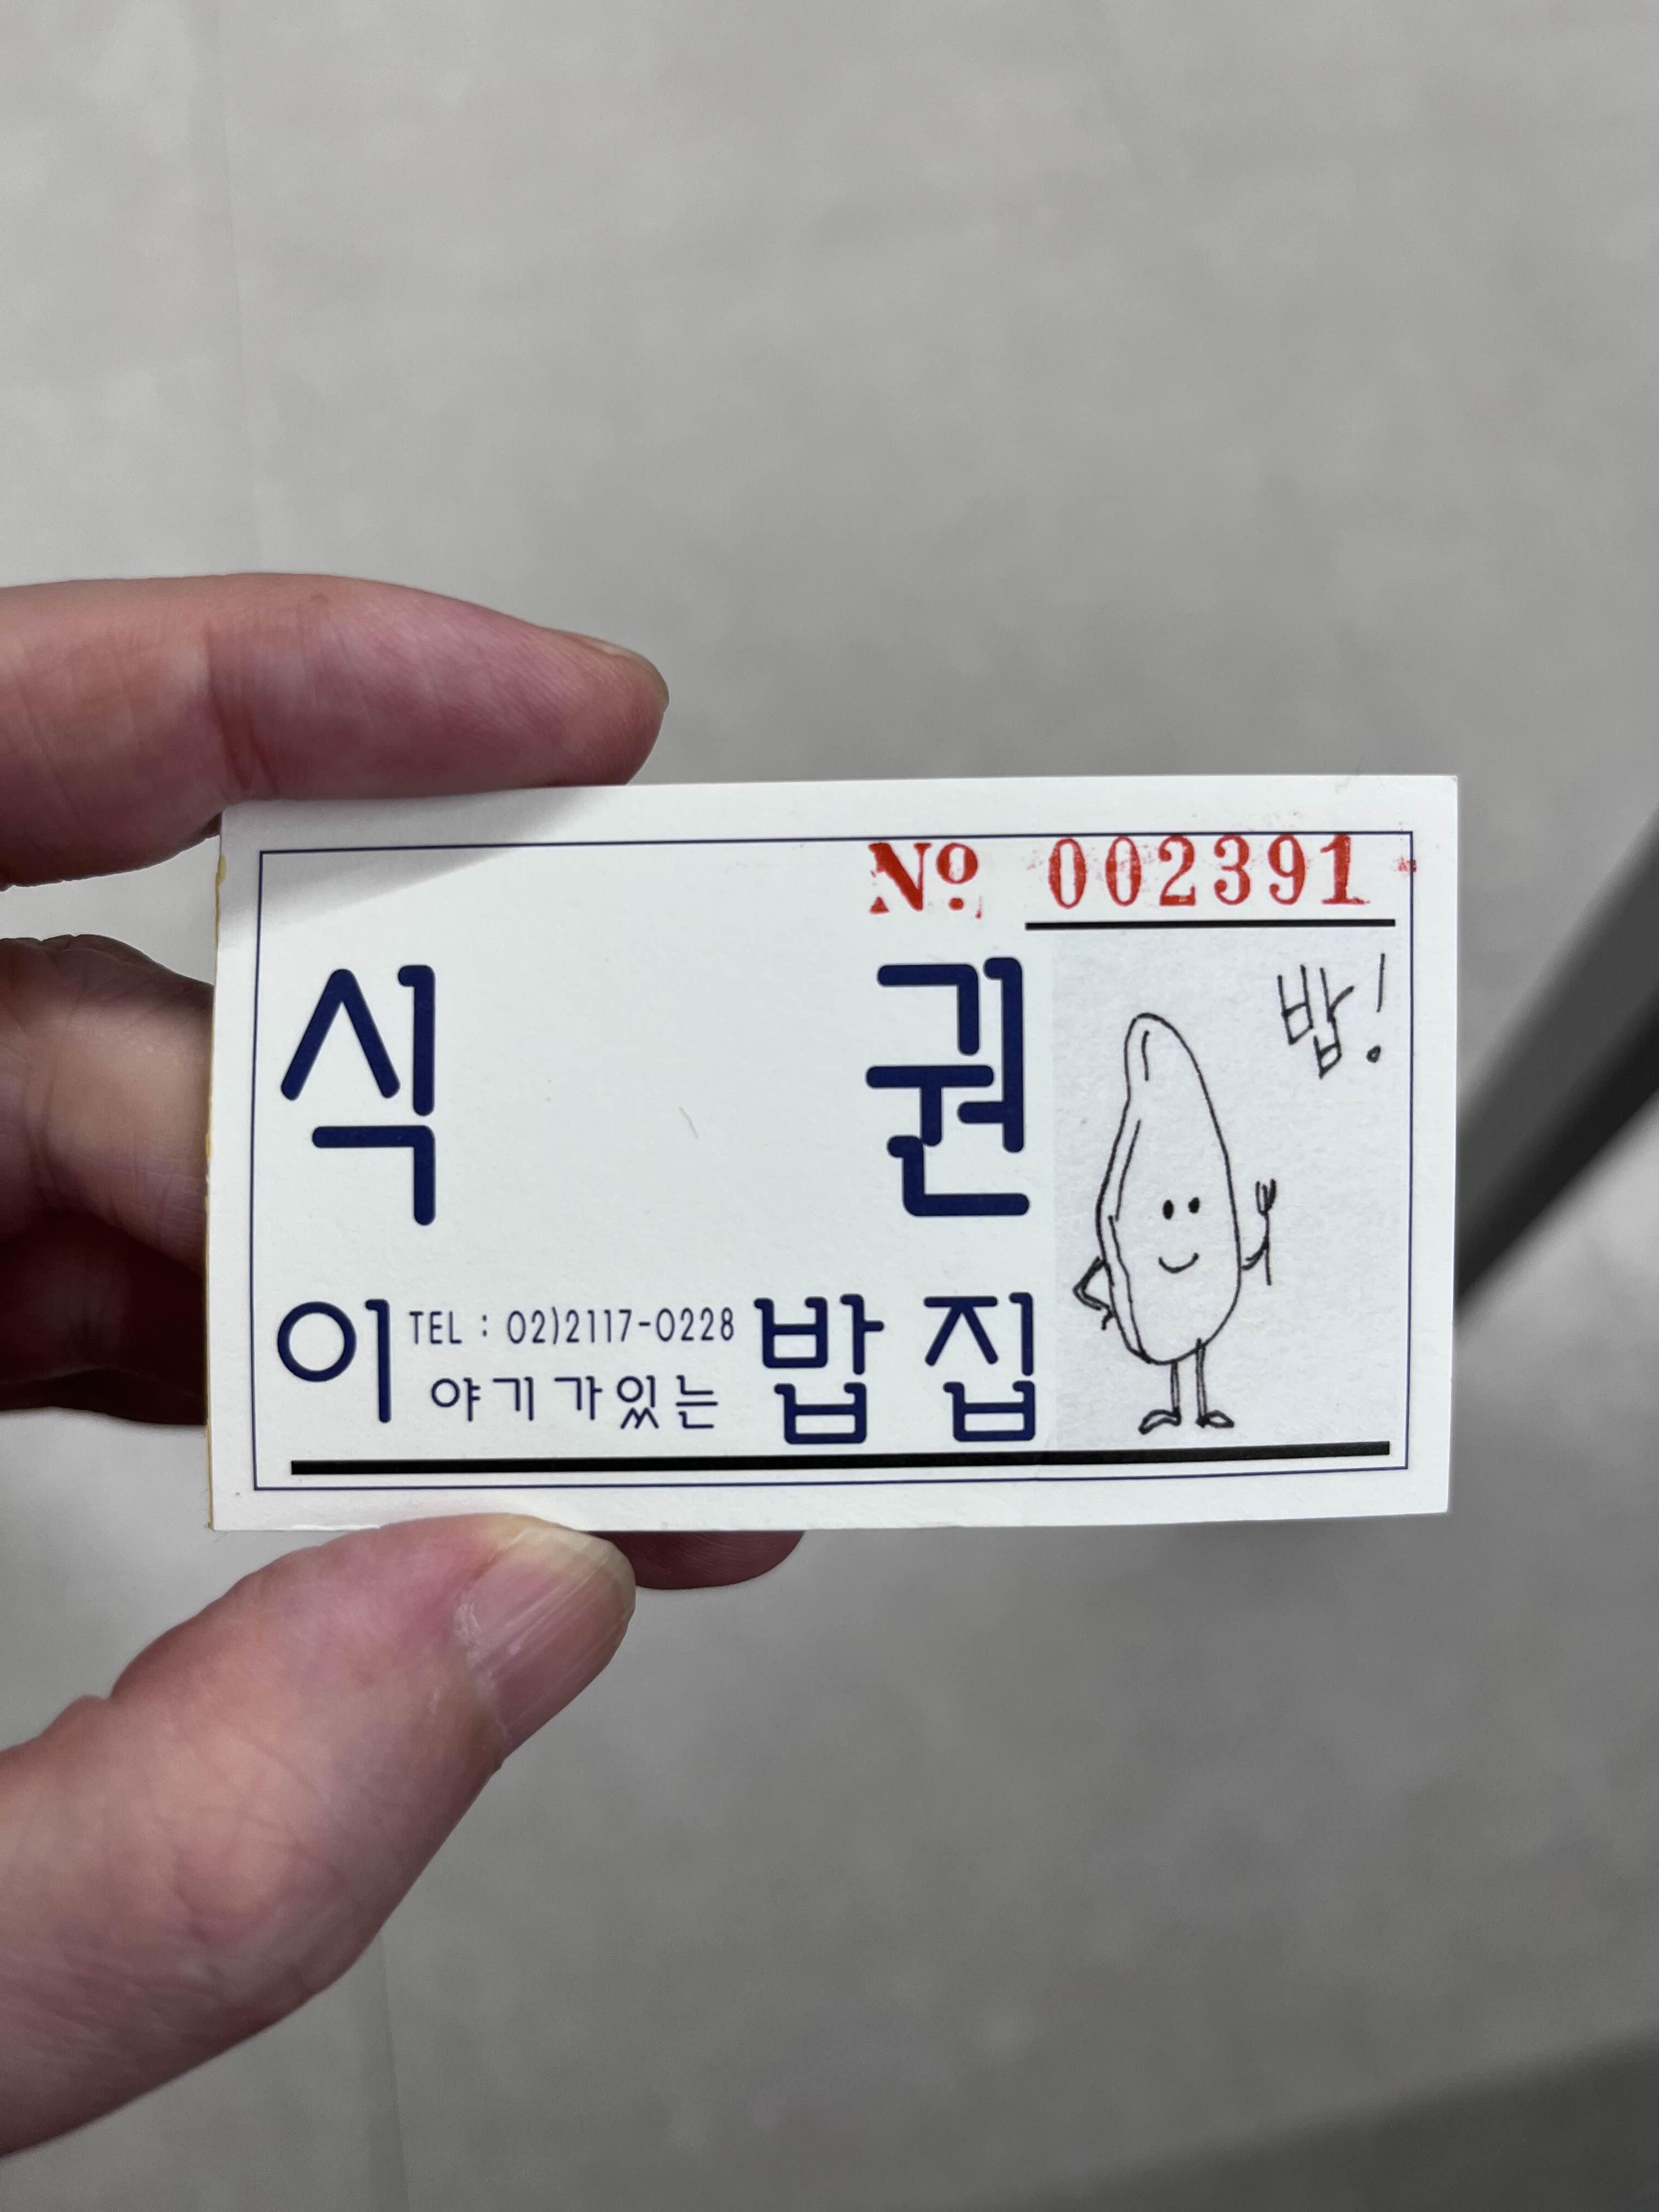 No 002391
식 권
밥!
이 TEL : 02)2117-0228 밥 집
야기가있는